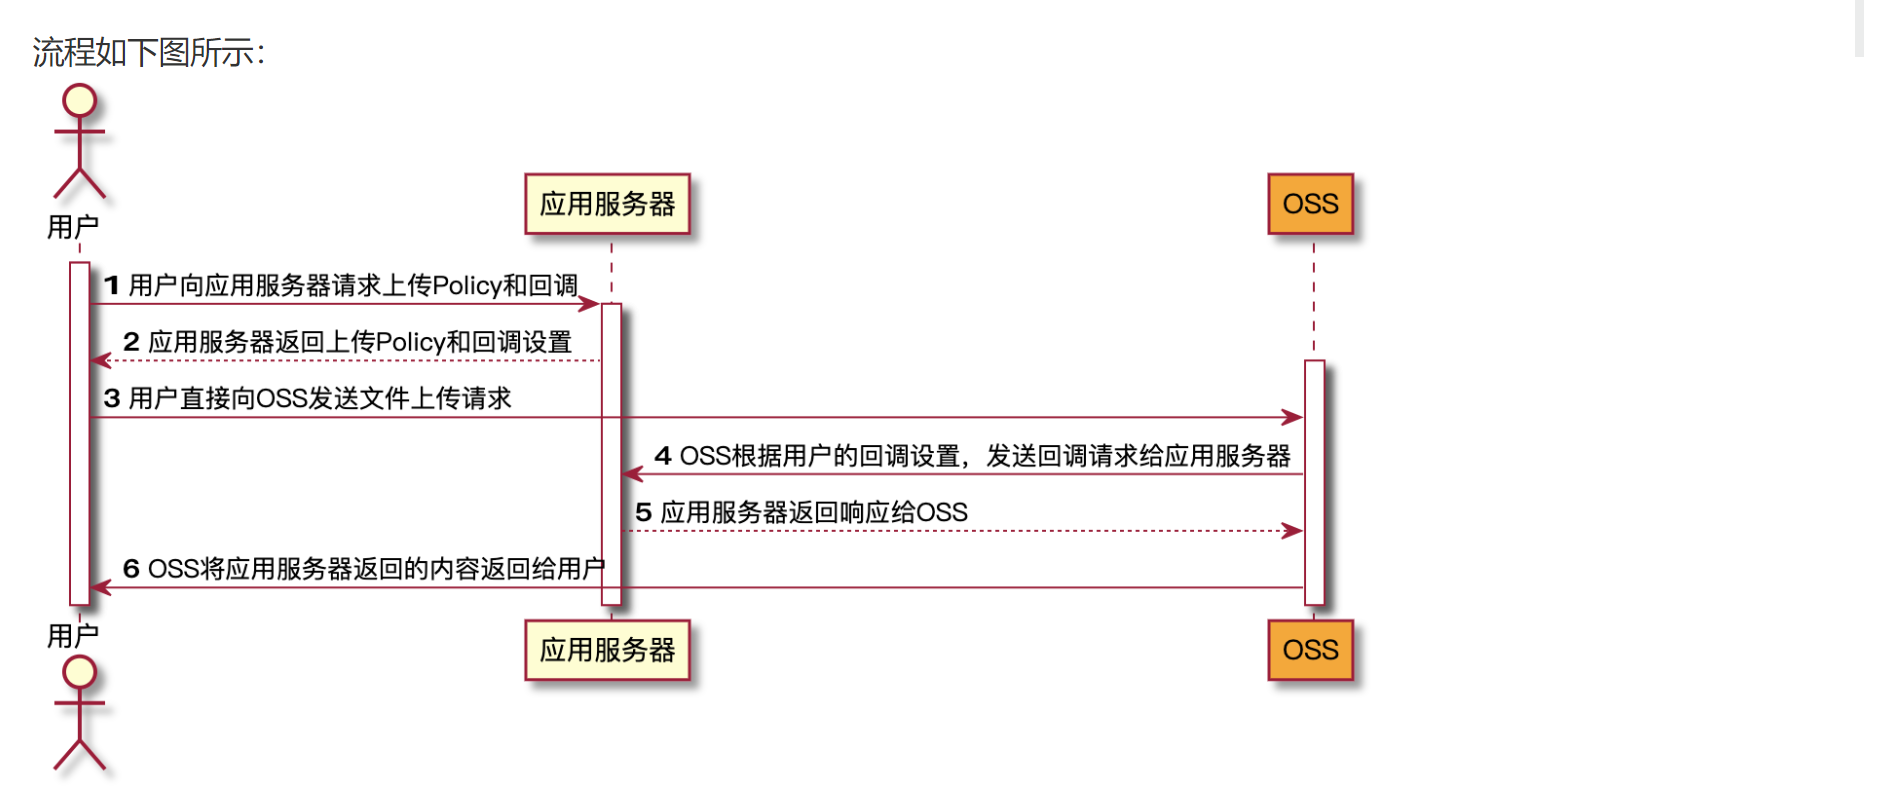 流程如下图所示：
用户
应用服务器
OSS
1 用户向应用服务器请求上传Policy和回调
2 应用服务器返回上传Policy和回调设置
3 用户直接向OSS发送文件上传请求
4 OSS根据用户的回调设置，发送回调请求给应用服务器
5 应用服务器返回响应给OSS
6 OSS将应用服务器返回的内容返回给用户
用户
应用服务器
OSS